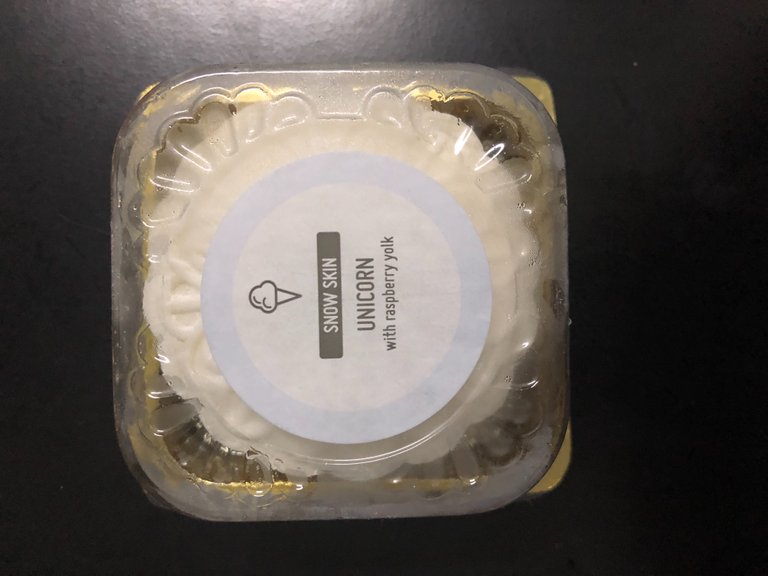 SNOW SKIN
UNICORN
with raspberry yolk